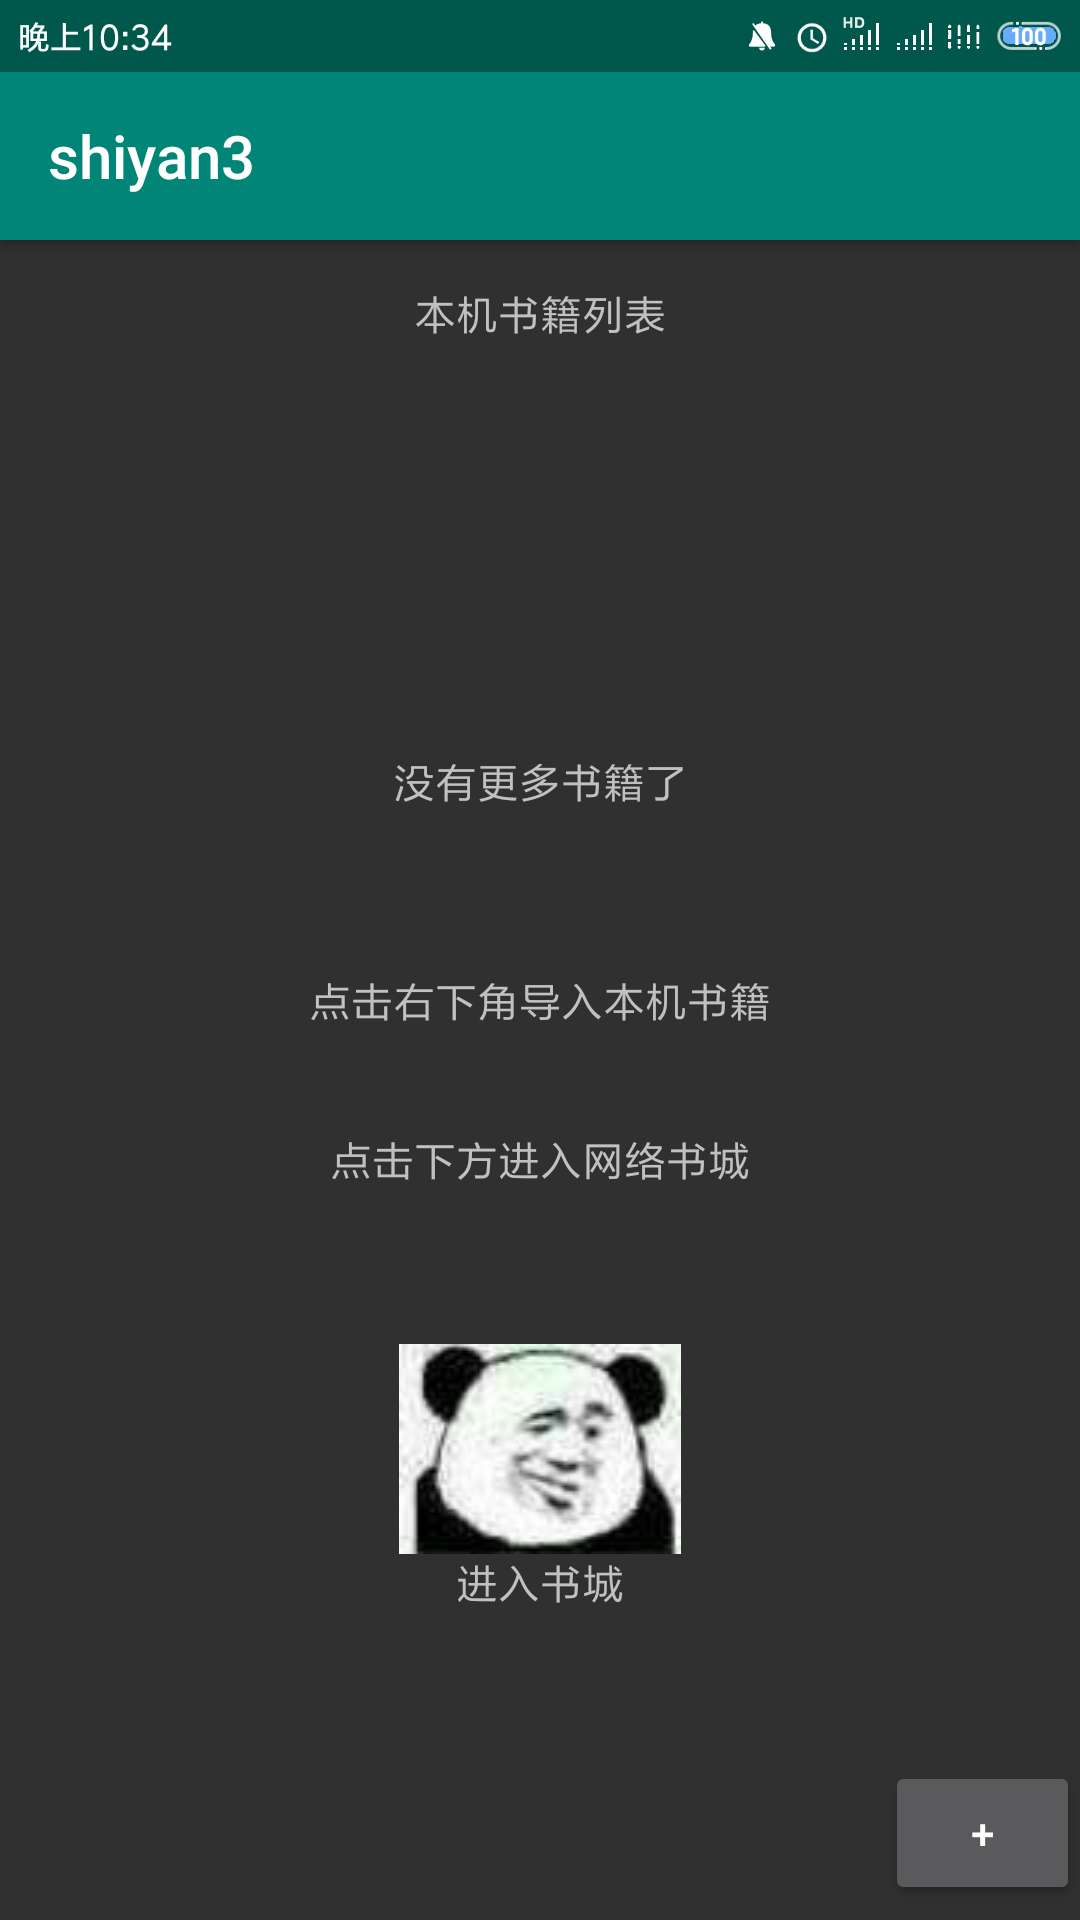 晚上10:34
HD
100
shiyan3
本机书籍列表
没有更多书籍了
点击右下角导入本机书籍
点击下方进入网络书城
进入书城
+